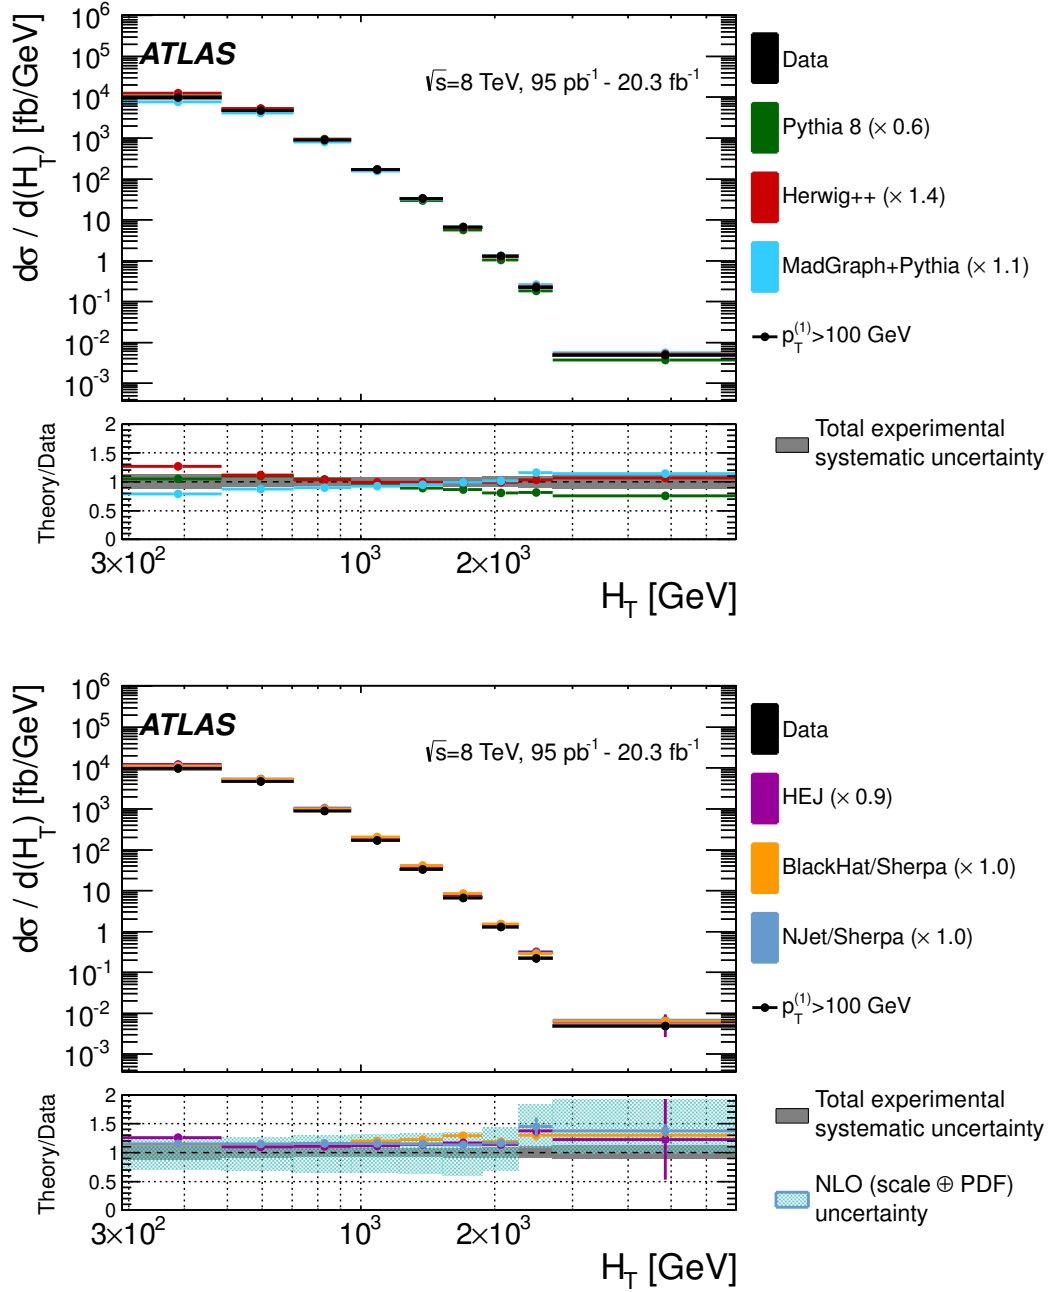 ATLAS
√s=8 TeV, 95 pb⁻¹ - 20.3 fb⁻¹
dσ / d(H_T) [fb/GeV]
10⁶
10⁵
10⁴
10³
10²
10
1
10⁻¹
10⁻²
10⁻³
Data
Pythia 8 (× 0.6)
Herwig++ (× 1.4)
MadGraph+Pythia (× 1.1)
p_T^(1)>100 GeV
Theory/Data
2
1.5
1
0.5
0
Total experimental
systematic uncertainty
3×10² 10³ 2×10³
H_T [GeV]
ATLAS
√s=8 TeV, 95 pb⁻¹ - 20.3 fb⁻¹
dσ / d(H_T) [fb/GeV]
10⁶
10⁵
10⁴
10³
10²
10
1
10⁻¹
10⁻²
10⁻³
Data
HEJ (× 0.9)
BlackHat/Sherpa (× 1.0)
NJet/Sherpa (× 1.0)
p_T^(1)>100 GeV
Theory/Data
2
1.5
1
0.5
0
Total experimental
systematic uncertainty
NLO (scale ⊕ PDF)
uncertainty
3×10² 10³ 2×10³
H_T [GeV]